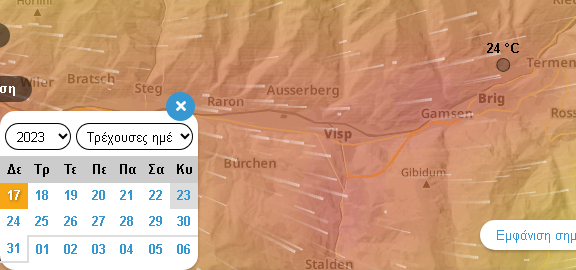 24 °C
Termen
ση
Wiler
Bratsch
Steg
Raron
Ausserberg
Brig
Gamsen
Ross
2023
Τρέχουσες ημέ
Visp
Bürchen
Gibidum
Δε Τρ Τε Πε Πα Σα Κυ
17 18 19 20 21 22 23
24 25 26 27 28 29 30
31 01 02 03 04 05 06
Εμφάνιση σημ
Stalden